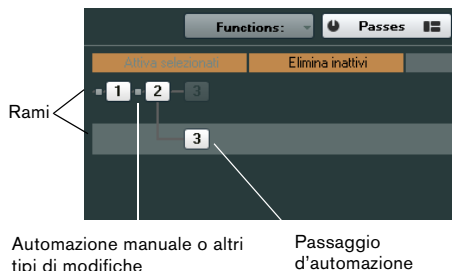 Functions: Passes
Attiva selezionati Elimina inattivi
1 2 3
Rami
3
Automazione manuale o altri
tipi di modifiche
Passaggio
d'automazione